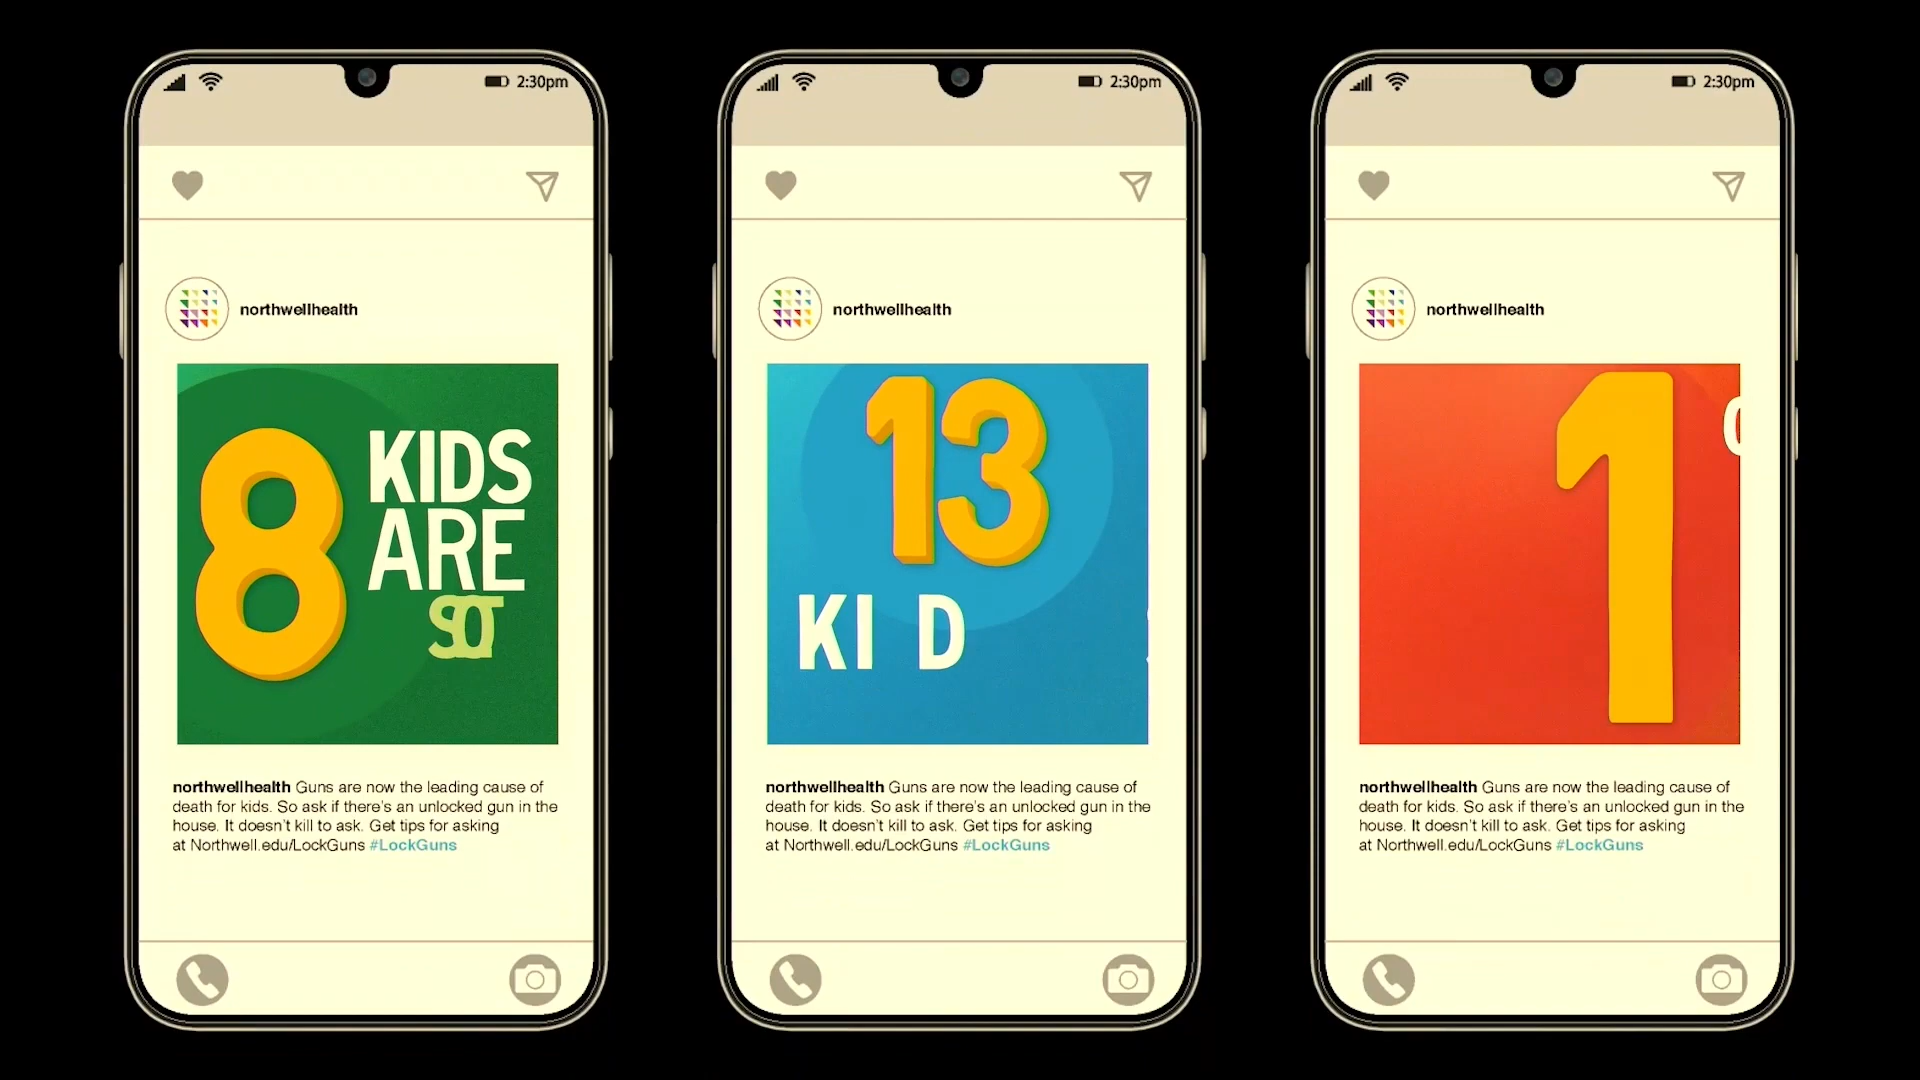 2:30pm
northwellhealth
8
KIDS
ARE
northwellhealth Guns are now the leading cause of
death for kids. So ask if there's an unlocked gun in the
house. It doesn't kill to ask. Get tips for asking
at Northwell.edu/LockGuns #LockGuns
2:30pm
northwellhealth
13
KI D
northwellhealth Guns are now the leading cause of
death for kids. So ask if there's an unlocked gun in the
house. It doesn't kill to ask. Get tips for asking
at Northwell.edu/LockGuns #LockGuns
2:30pm
northwellhealth
1
northwellhealth Guns are now the leading cause of
death for kids. So ask if there's an unlocked gun in the
house. It doesn't kill to ask. Get tips for asking
at Northwell.edu/LockGuns #LockGuns